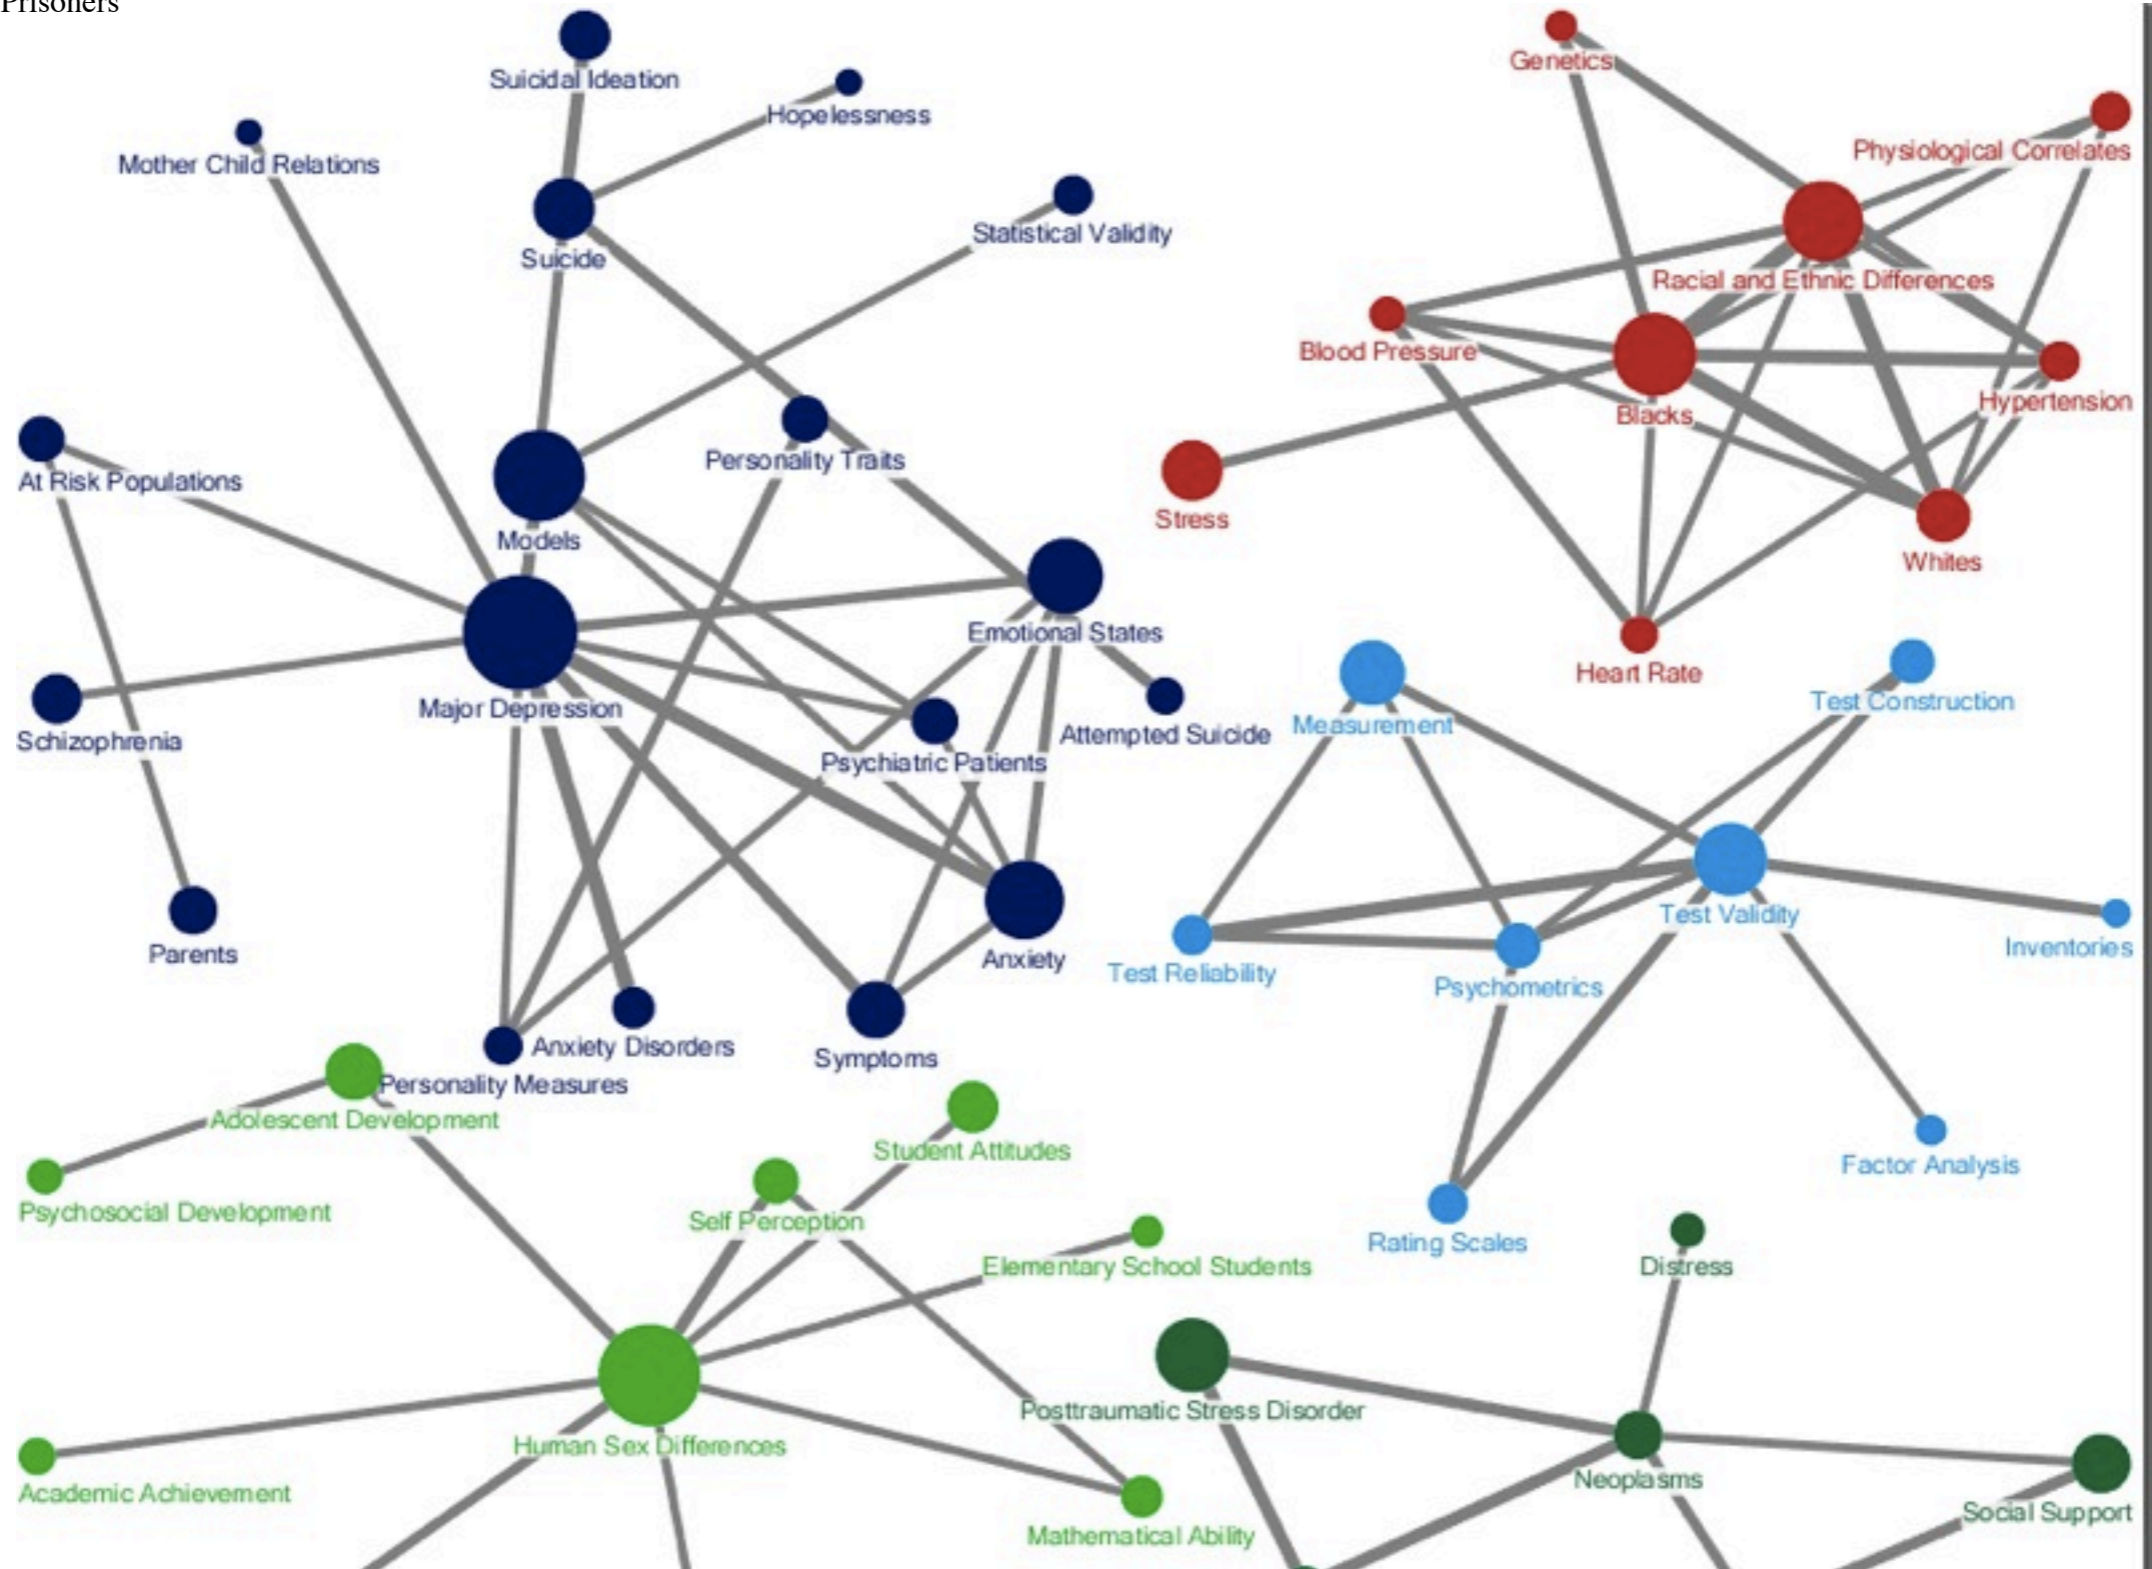 Prisoners
Suicidal Ideation
Hopelessness
Mother Child Relations
Statistical Validity
Suicide
Personality Traits
At Risk Populations
Models
Emotional States
Major Depression
Attempted Suicide
Schizophrenia
Psychiatric Patients
Parents
Anxiety
Anxiety Disorders
Symptoms
Personality Measures
Genetics
Physiological Correlates
Racial and Ethnic Differences
Blood Pressure
Hypertension
Blacks
Stress
Whites
Heart Rate
Measurement
Test Construction
Test Validity
Inventories
Test Reliability
Psychometrics
Factor Analysis
Rating Scales
Adolescent Development
Student Attitudes
Psychosocial Development
Self Perception
Elementary School Students
Human Sex Differences
Academic Achievement
Mathematical Ability
Distress
Posttraumatic Stress Disorder
Neoplasms
Social Support